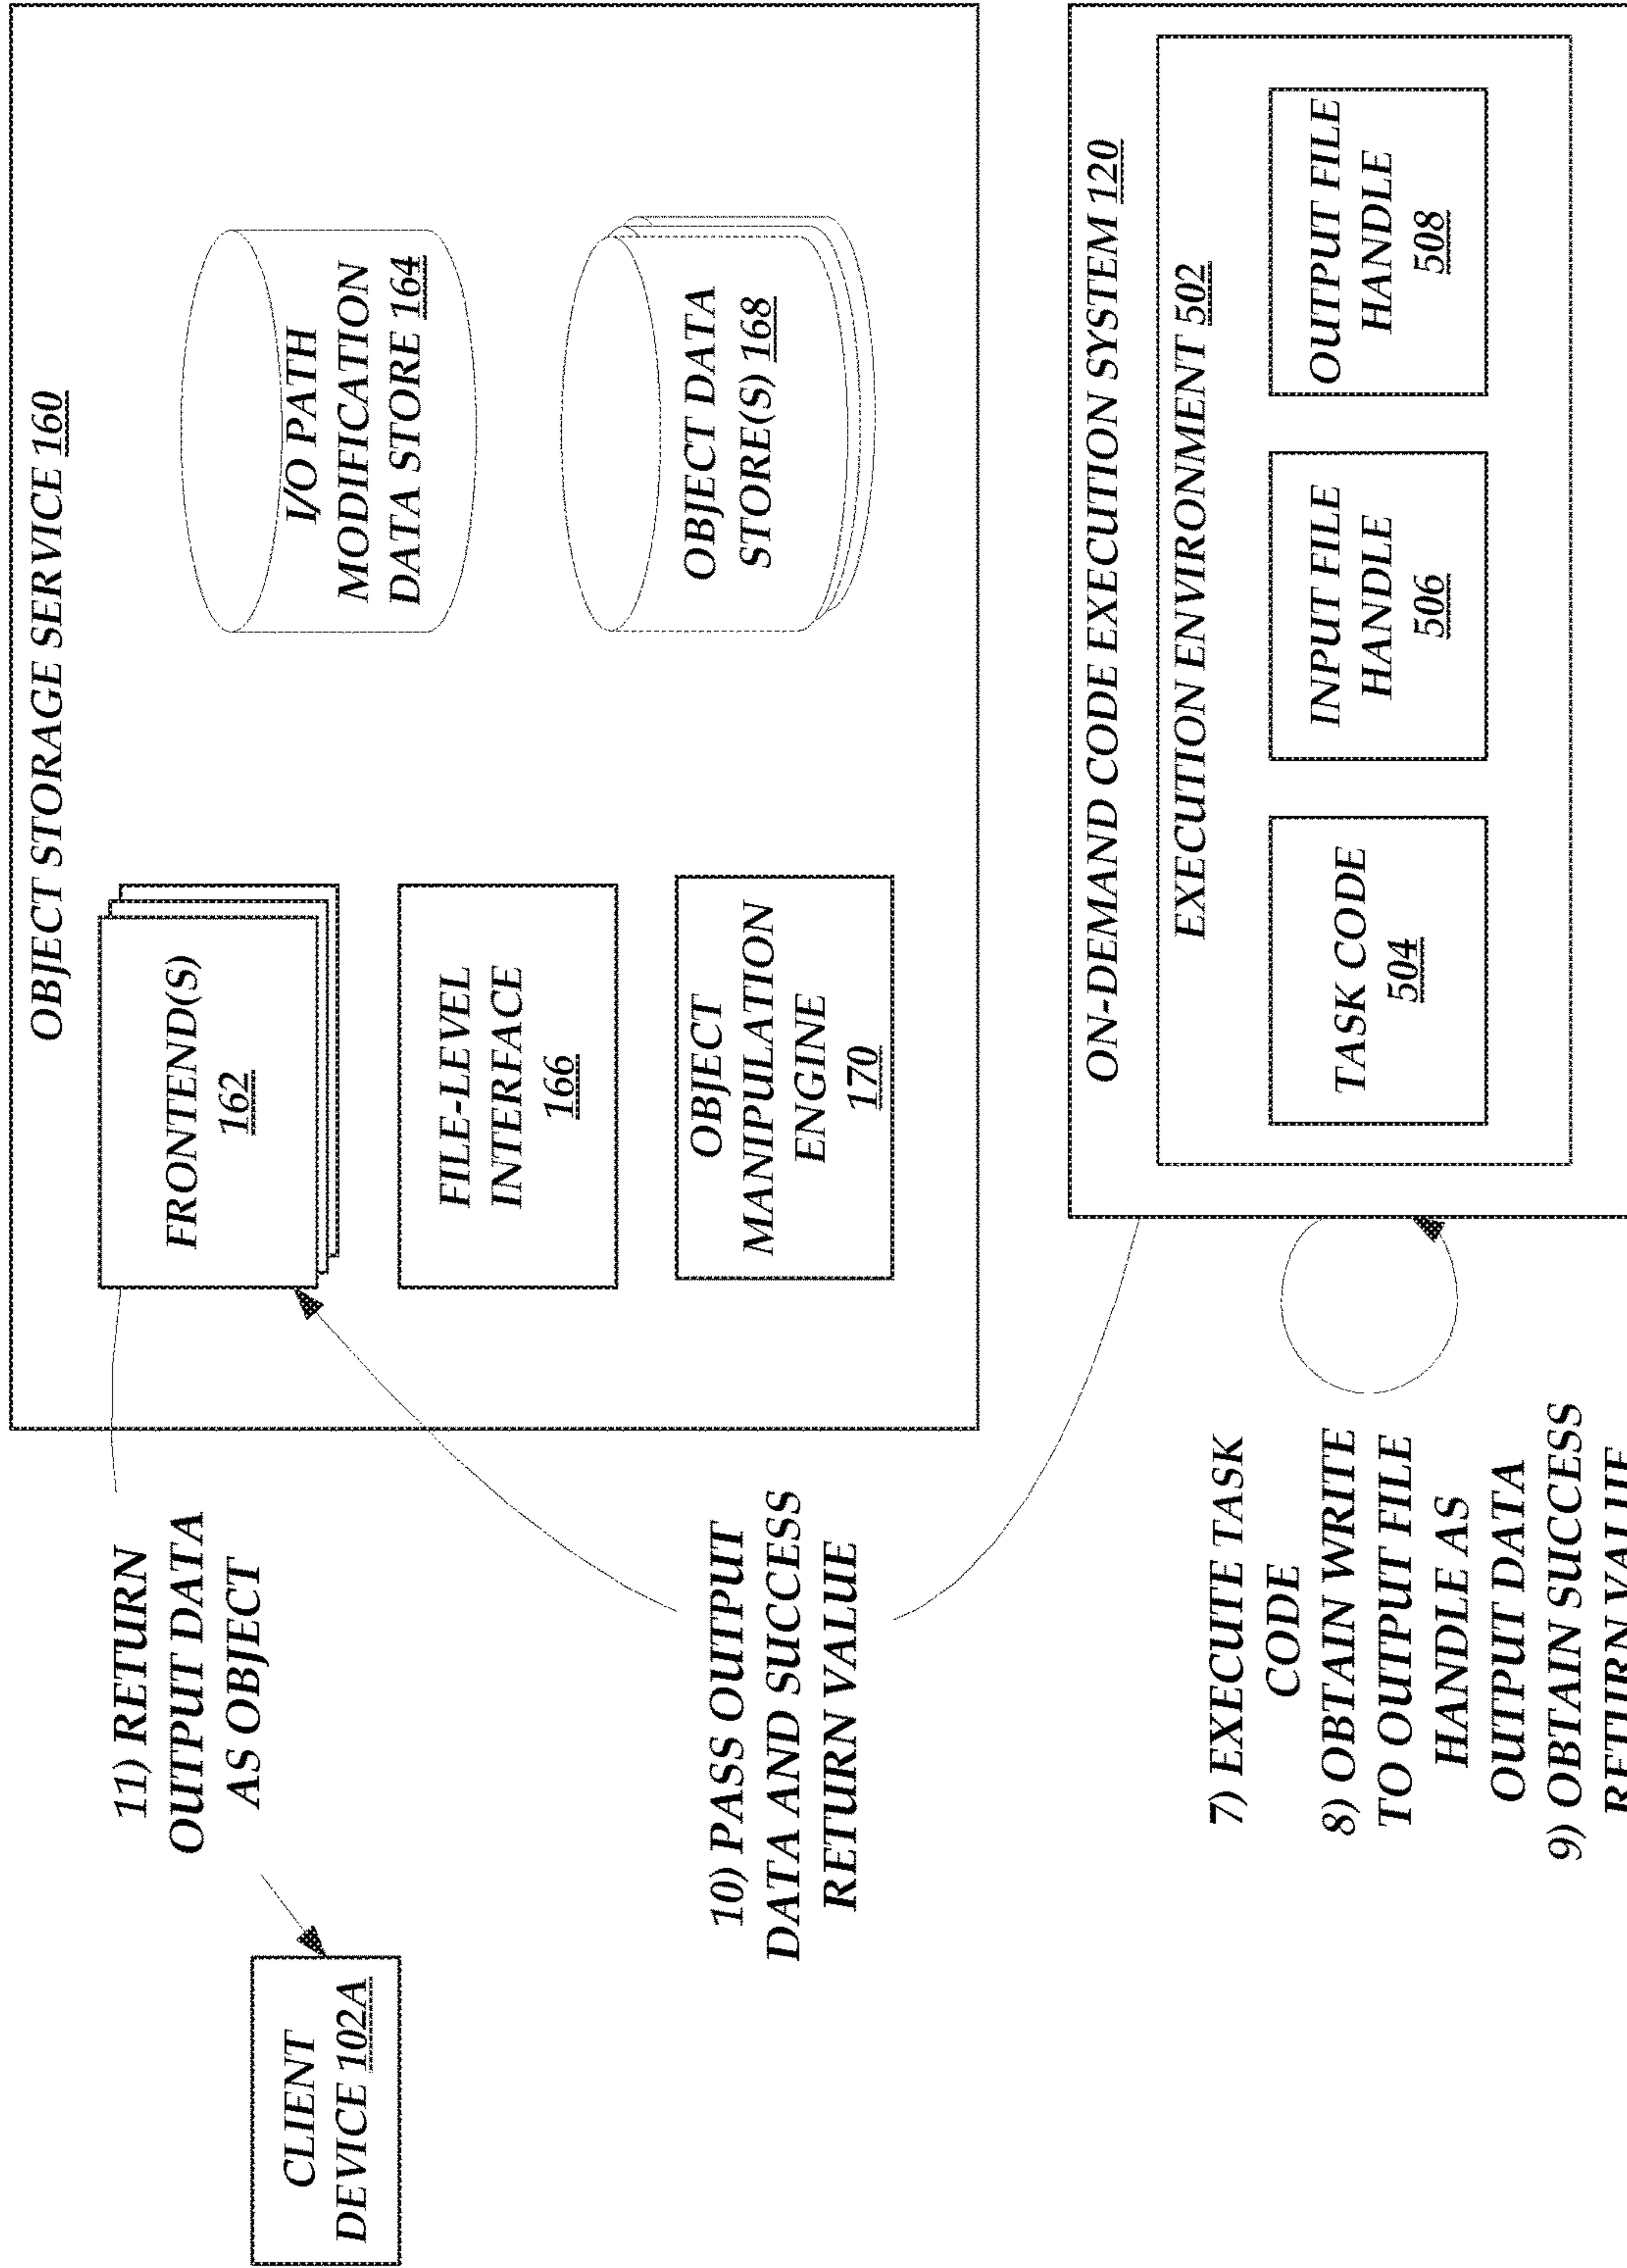 OBJECT STORAGE SERVICE 160
FRONTEND(S)
162
I/O PATH
MODIFICATION
DATA STORE 164
FILE-LEVEL
INTERFACE
166
OBJECT DATA
STORE(S) 168
OBJECT
MANIPULATION
ENGINE
170
11) RETURN
OUTPUT DATA
AS OBJECT
CLIENT
DEVICE 102A
10) PASS OUTPUT
DATA AND SUCCESS
RETURN VALUE
ON-DEMAND CODE EXECUTION SYSTEM 120
EXECUTION ENVIRONMENT 502
TASK CODE
504
INPUT FILE
HANDLE
506
OUTPUT FILE
HANDLE
508
7) EXECUTE TASK
CODE
8) OBTAIN WRITE
TO OUTPUT FILE
HANDLE AS
OUTPUT DATA
9) OBTAIN SUCCESS
RETURN VALUE